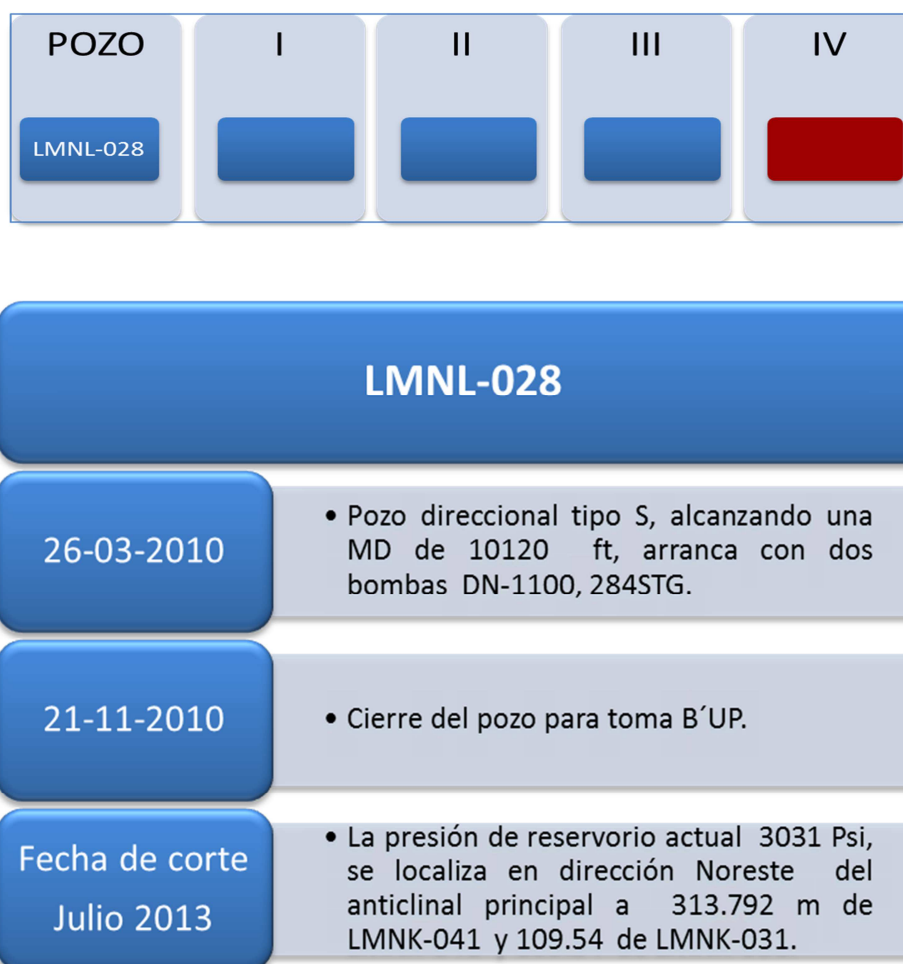 POZO I II III IV
LMNL-028
LMNL-028
26-03-2010
• Pozo direccional tipo S, alcanzando una
MD de 10120 ft, arranca con dos
bombas DN-1100, 284STG.
21-11-2010
• Cierre del pozo para toma B´UP.
Fecha de corte
Julio 2013
• La presión de reservorio actual 3031 Psi,
se localiza en dirección Noreste del
anticlinal principal a 313.792 m de
LMNK-041 y 109.54 de LMNK-031.